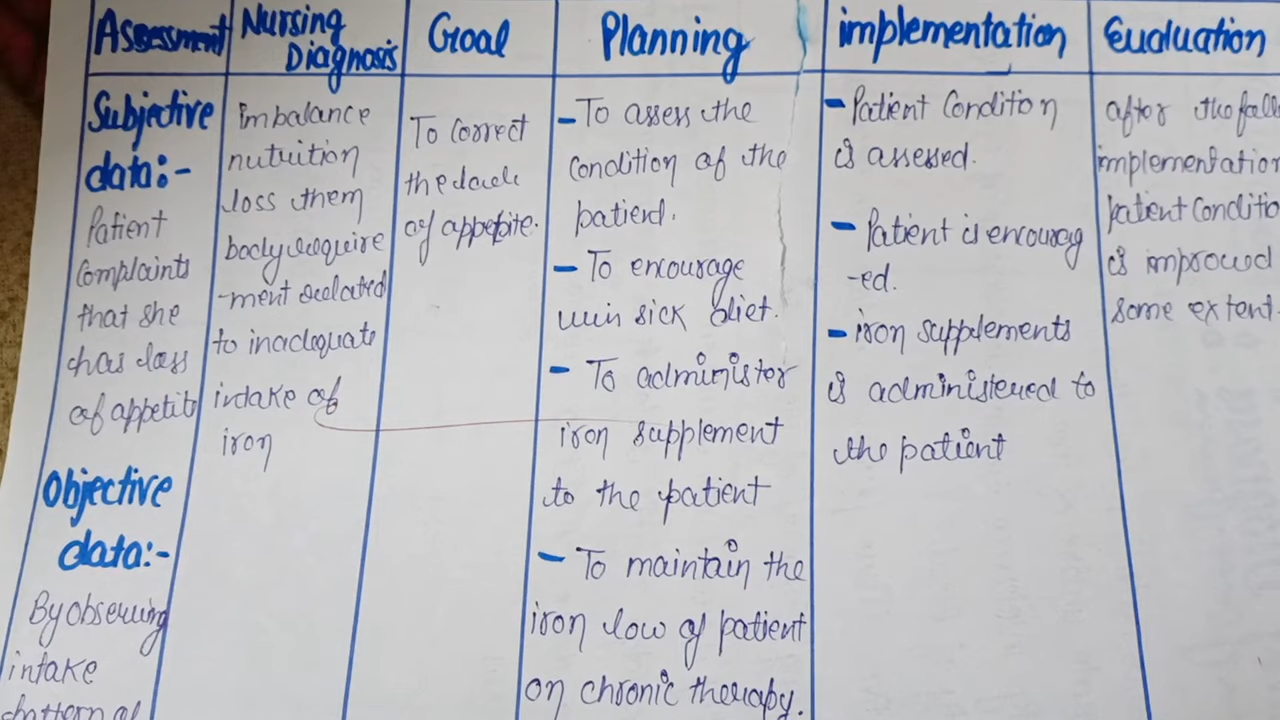 Assessment
Subjective
data:-
Patient
Complaints
that she
has loss
of appetite
Objective
data:-
By observing
intake
pattern of
Nursing
Diagnosis
imbalance
nutrition
less them
body require
-ment related
to inadequate
intake of
iron
Goal
To correct
the lack
of appetite.
Planning
- To assess the
condition of the
patient.
- To encourage
sick diet.
- To administer
iron supplement
to the patient
- To maintain the
iron low of patient
on chronic therapy.
implementation
- Patient Condition
is assessed.
- Patient is encourag
-ed.
- iron supplements
is administered to
the patient
Evaluation
after the foll
implementation
patient Conditio
is improved
some extent.